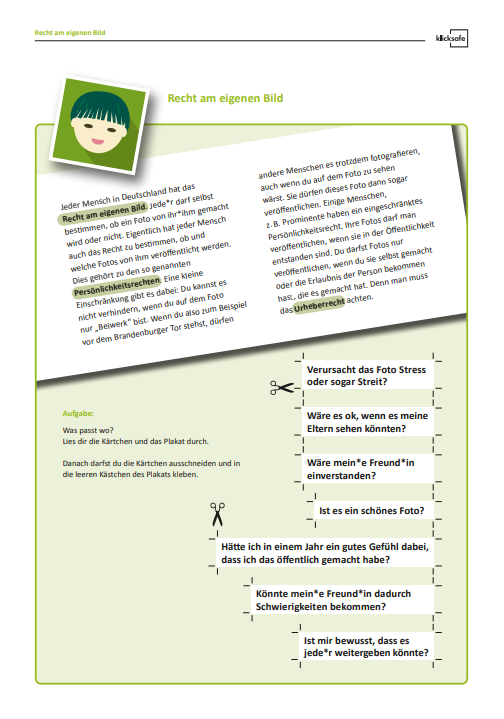 Recht am eigenen Bild
klicksafe
Recht am eigenen Bild
Jeder Mensch in Deutschland hat das
Recht am eigenen Bild. Jede*r darf selbst
bestimmen, ob ein Foto von ihr*ihm gemacht
wird oder nicht. Eigentlich hat jeder Mensch
auch das Recht zu bestimmen, ob und
welche Fotos von ihm veröffentlicht werden.
Dies gehört zu den so genannten
Persönlichkeitsrechten. Eine kleine
Einschränkung gibt es dabei: Du kannst es
nicht verhindern, wenn du auf dem Foto
nur „Beiwerk“ bist. Wenn du also zum Beispiel
vor dem Brandenburger Tor stehst, dürfen
andere Menschen es trotzdem fotografieren,
auch wenn du auf dem Foto zu sehen
wärst. Sie dürfen dieses Foto dann sogar
veröffentlichen. Einige Menschen,
z. B. Prominente haben ein eingeschränktes
Persönlichkeitsrecht. Ihre Fotos darf man
veröffentlichen, wenn sie in der Öffentlichkeit
entstanden sind. Du darfst Fotos nur
veröffentlichen, wenn du sie selbst gemacht
oder die Erlaubnis der Person bekommen
hast, die es gemacht hat. Denn man muss
das Urheberrecht achten.
Aufgabe:
Was passt wo?
Lies dir die Kärtchen und das Plakat durch.
Danach darfst du die Kärtchen ausschneiden und in
die leeren Kästchen des Plakats kleben.
Verursacht das Foto Stress
oder sogar Streit?
Wäre es ok, wenn es meine
Eltern sehen könnten?
Wäre mein*e Freund*in
einverstanden?
Ist es ein schönes Foto?
Hätte ich in einem Jahr ein gutes Gefühl dabei,
dass ich das öffentlich gemacht habe?
Könnte mein*e Freund*in dadurch
Schwierigkeiten bekommen?
Ist mir bewusst, dass es
jede*r weitergeben könnte?